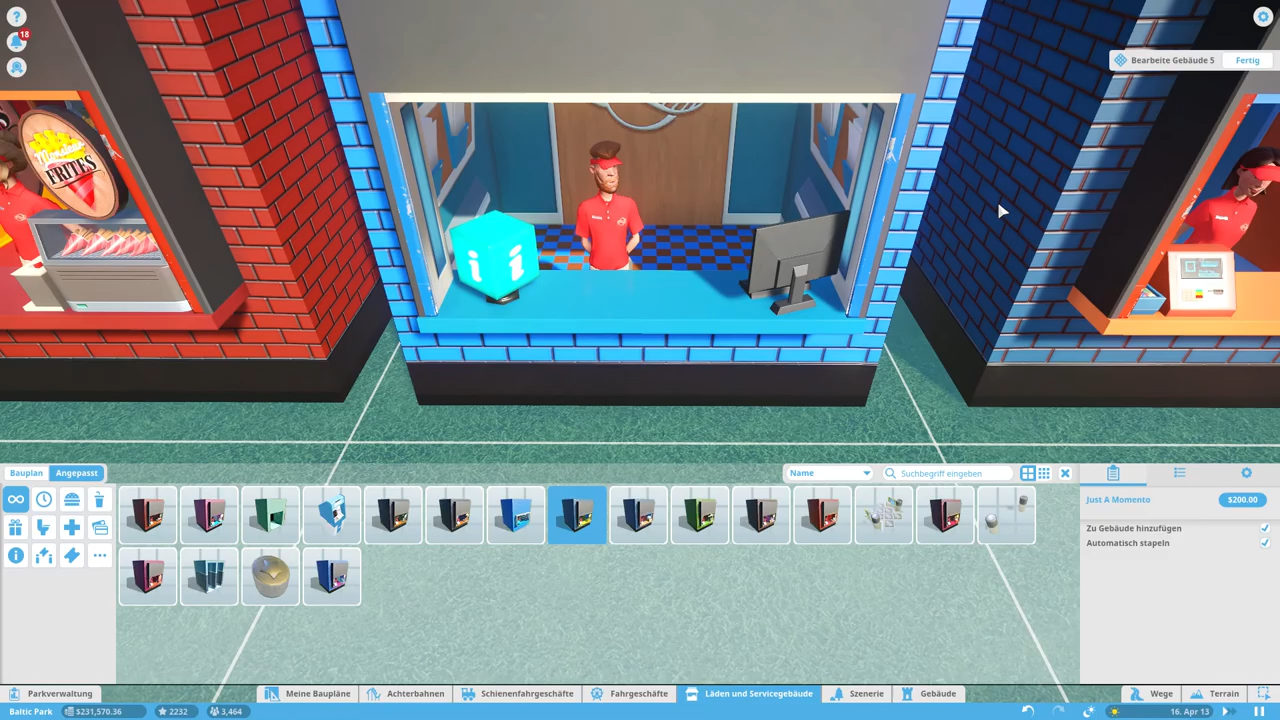 18
Bearbeite Gebäude 5
Fertig
Monsieur
FRITES
i i
Bauplan
Angepasst
Name
Suchbegriff eingeben
Just A Momento
$200.00
Zu Gebäude hinzufügen
Automatisch stapeln
Parkverwaltung
Meine Baupläne
Achterbahnen
Schienenfahrgeschäfte
Fahrgeschäfte
Läden und Servicegebäude
Szenerie
Gebäude
Wege
Terrain
Baltic Park
$231,570.36
2232
3,464
16. Apr 13